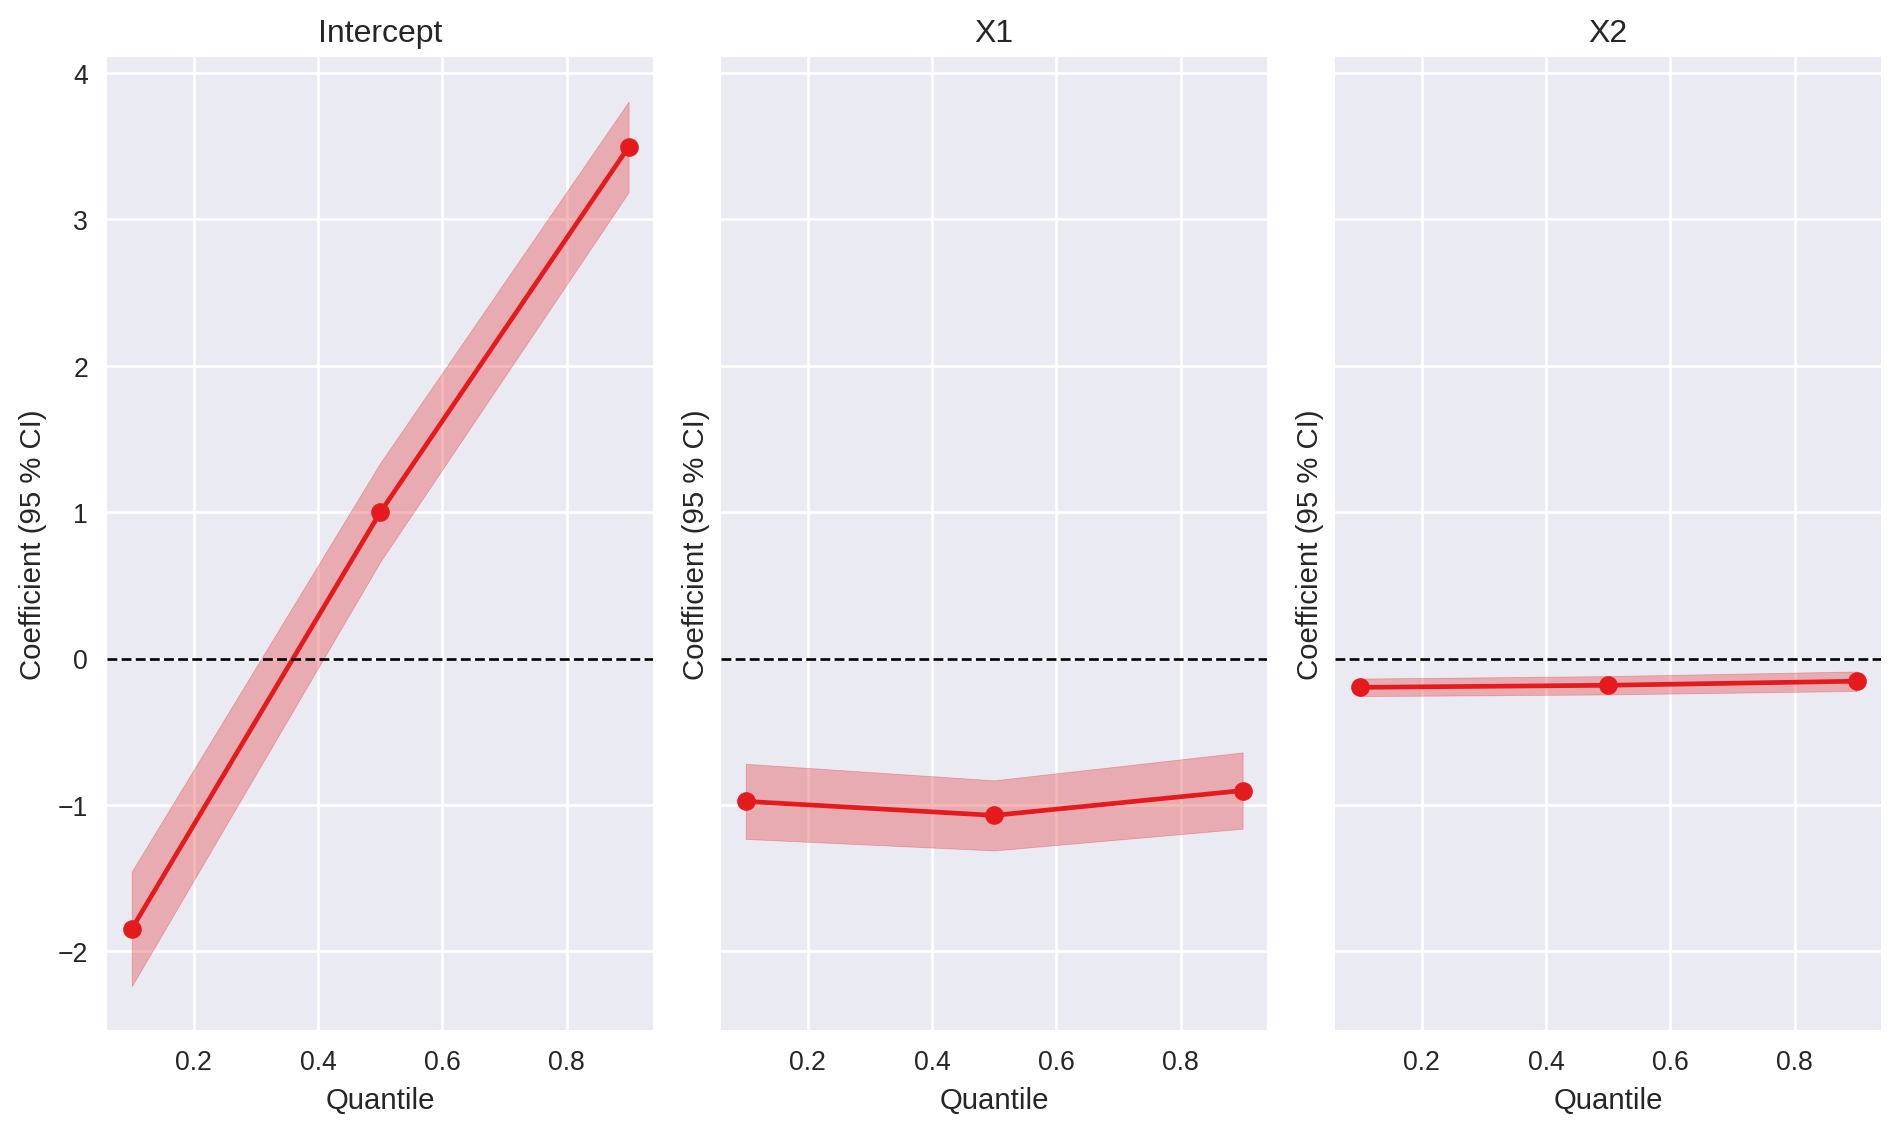 Intercept
X1
X2
Coefficient (95 % CI)
4
3
2
1
0
−1
−2
0.2 0.4 0.6 0.8
Quantile
Coefficient (95 % CI)
0.2 0.4 0.6 0.8
Quantile
Coefficient (95 % CI)
0.2 0.4 0.6 0.8
Quantile